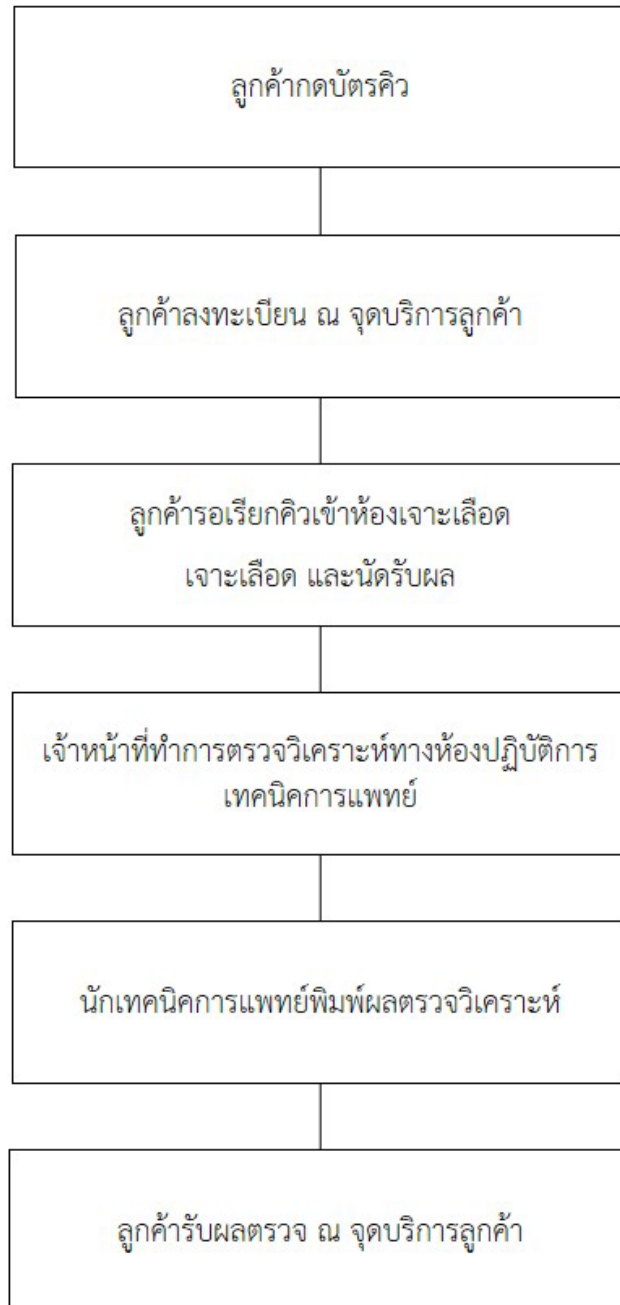 ลูกค้ากดบัตรคิว
ลูกค้าลงทะเบียน ณ จุดบริการลูกค้า
ลูกค้ารอเรียกคิวเข้าห้องเจาะเลือด
เจาะเลือด และนัดรับผล
เจ้าหน้าที่ทำการตรวจวิเคราะห์ทางห้องปฏิบัติการ
เทคนิคการแพทย์
นักเทคนิคการแพทย์พิมพ์ผลตรวจวิเคราะห์
ลูกค้ารับผลตรวจ ณ จุดบริการลูกค้า